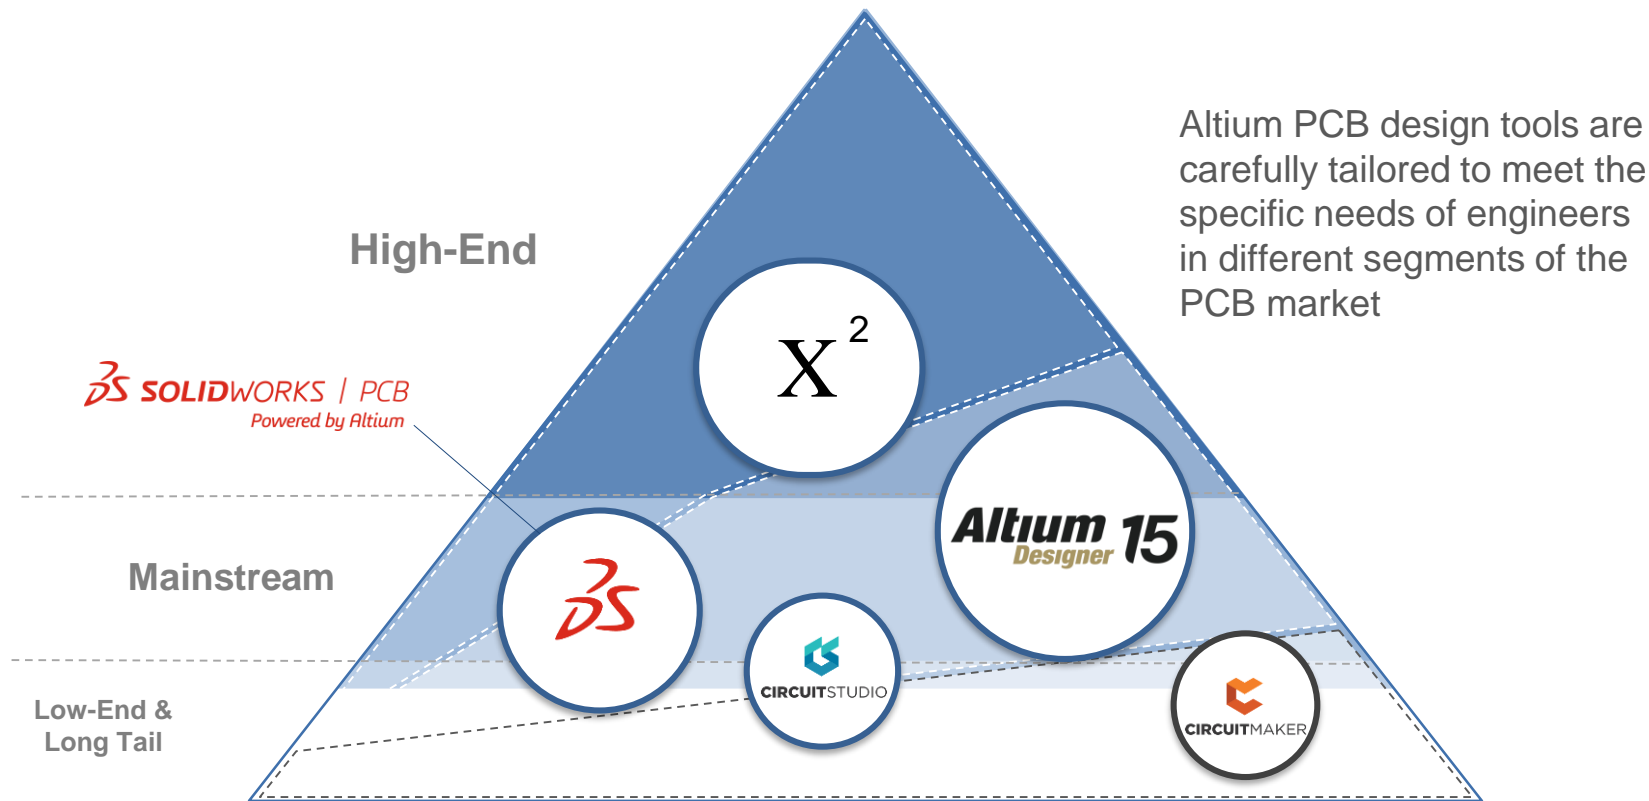 Altium PCB design tools are
carefully tailored to meet the
specific needs of engineers
in different segments of the
PCB market
High-End
X 2
SOLIDWORKS | PCB
Powered by Altium
Altium
Designer 15
Mainstream
DS
CIRCUITSTUDIO
Low-End &
Long Tail
CIRCUITMAKER